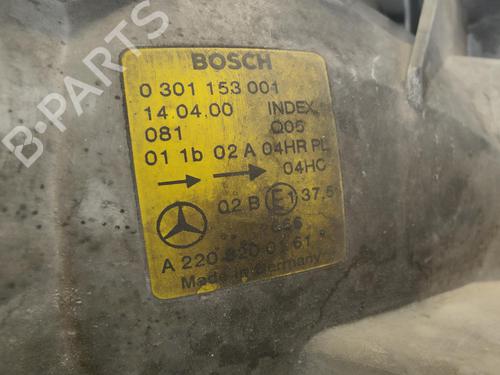 B-PARTS
BOSCH
0 301 153 001
14.04.00 INDEX
081 Q05
01 1b 02 A 04HR PL
04HC
02 B E1 37,5
Made in Germany